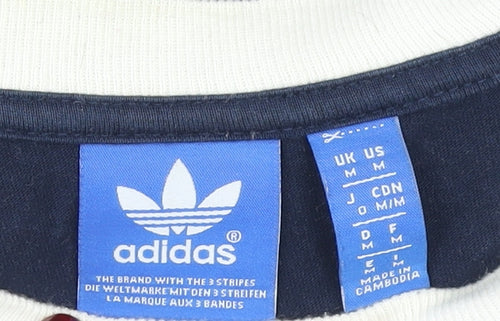 adidas®
THE BRAND WITH THE 3 STRIPES
DIE WELTMARKE MIT DEN 3 STREIFEN
LA MARQUE AUX 3 BANDES
UK US
M M
J CDN
O M/M
D F
M M
E I
M M
MADE IN
CAMBODIA